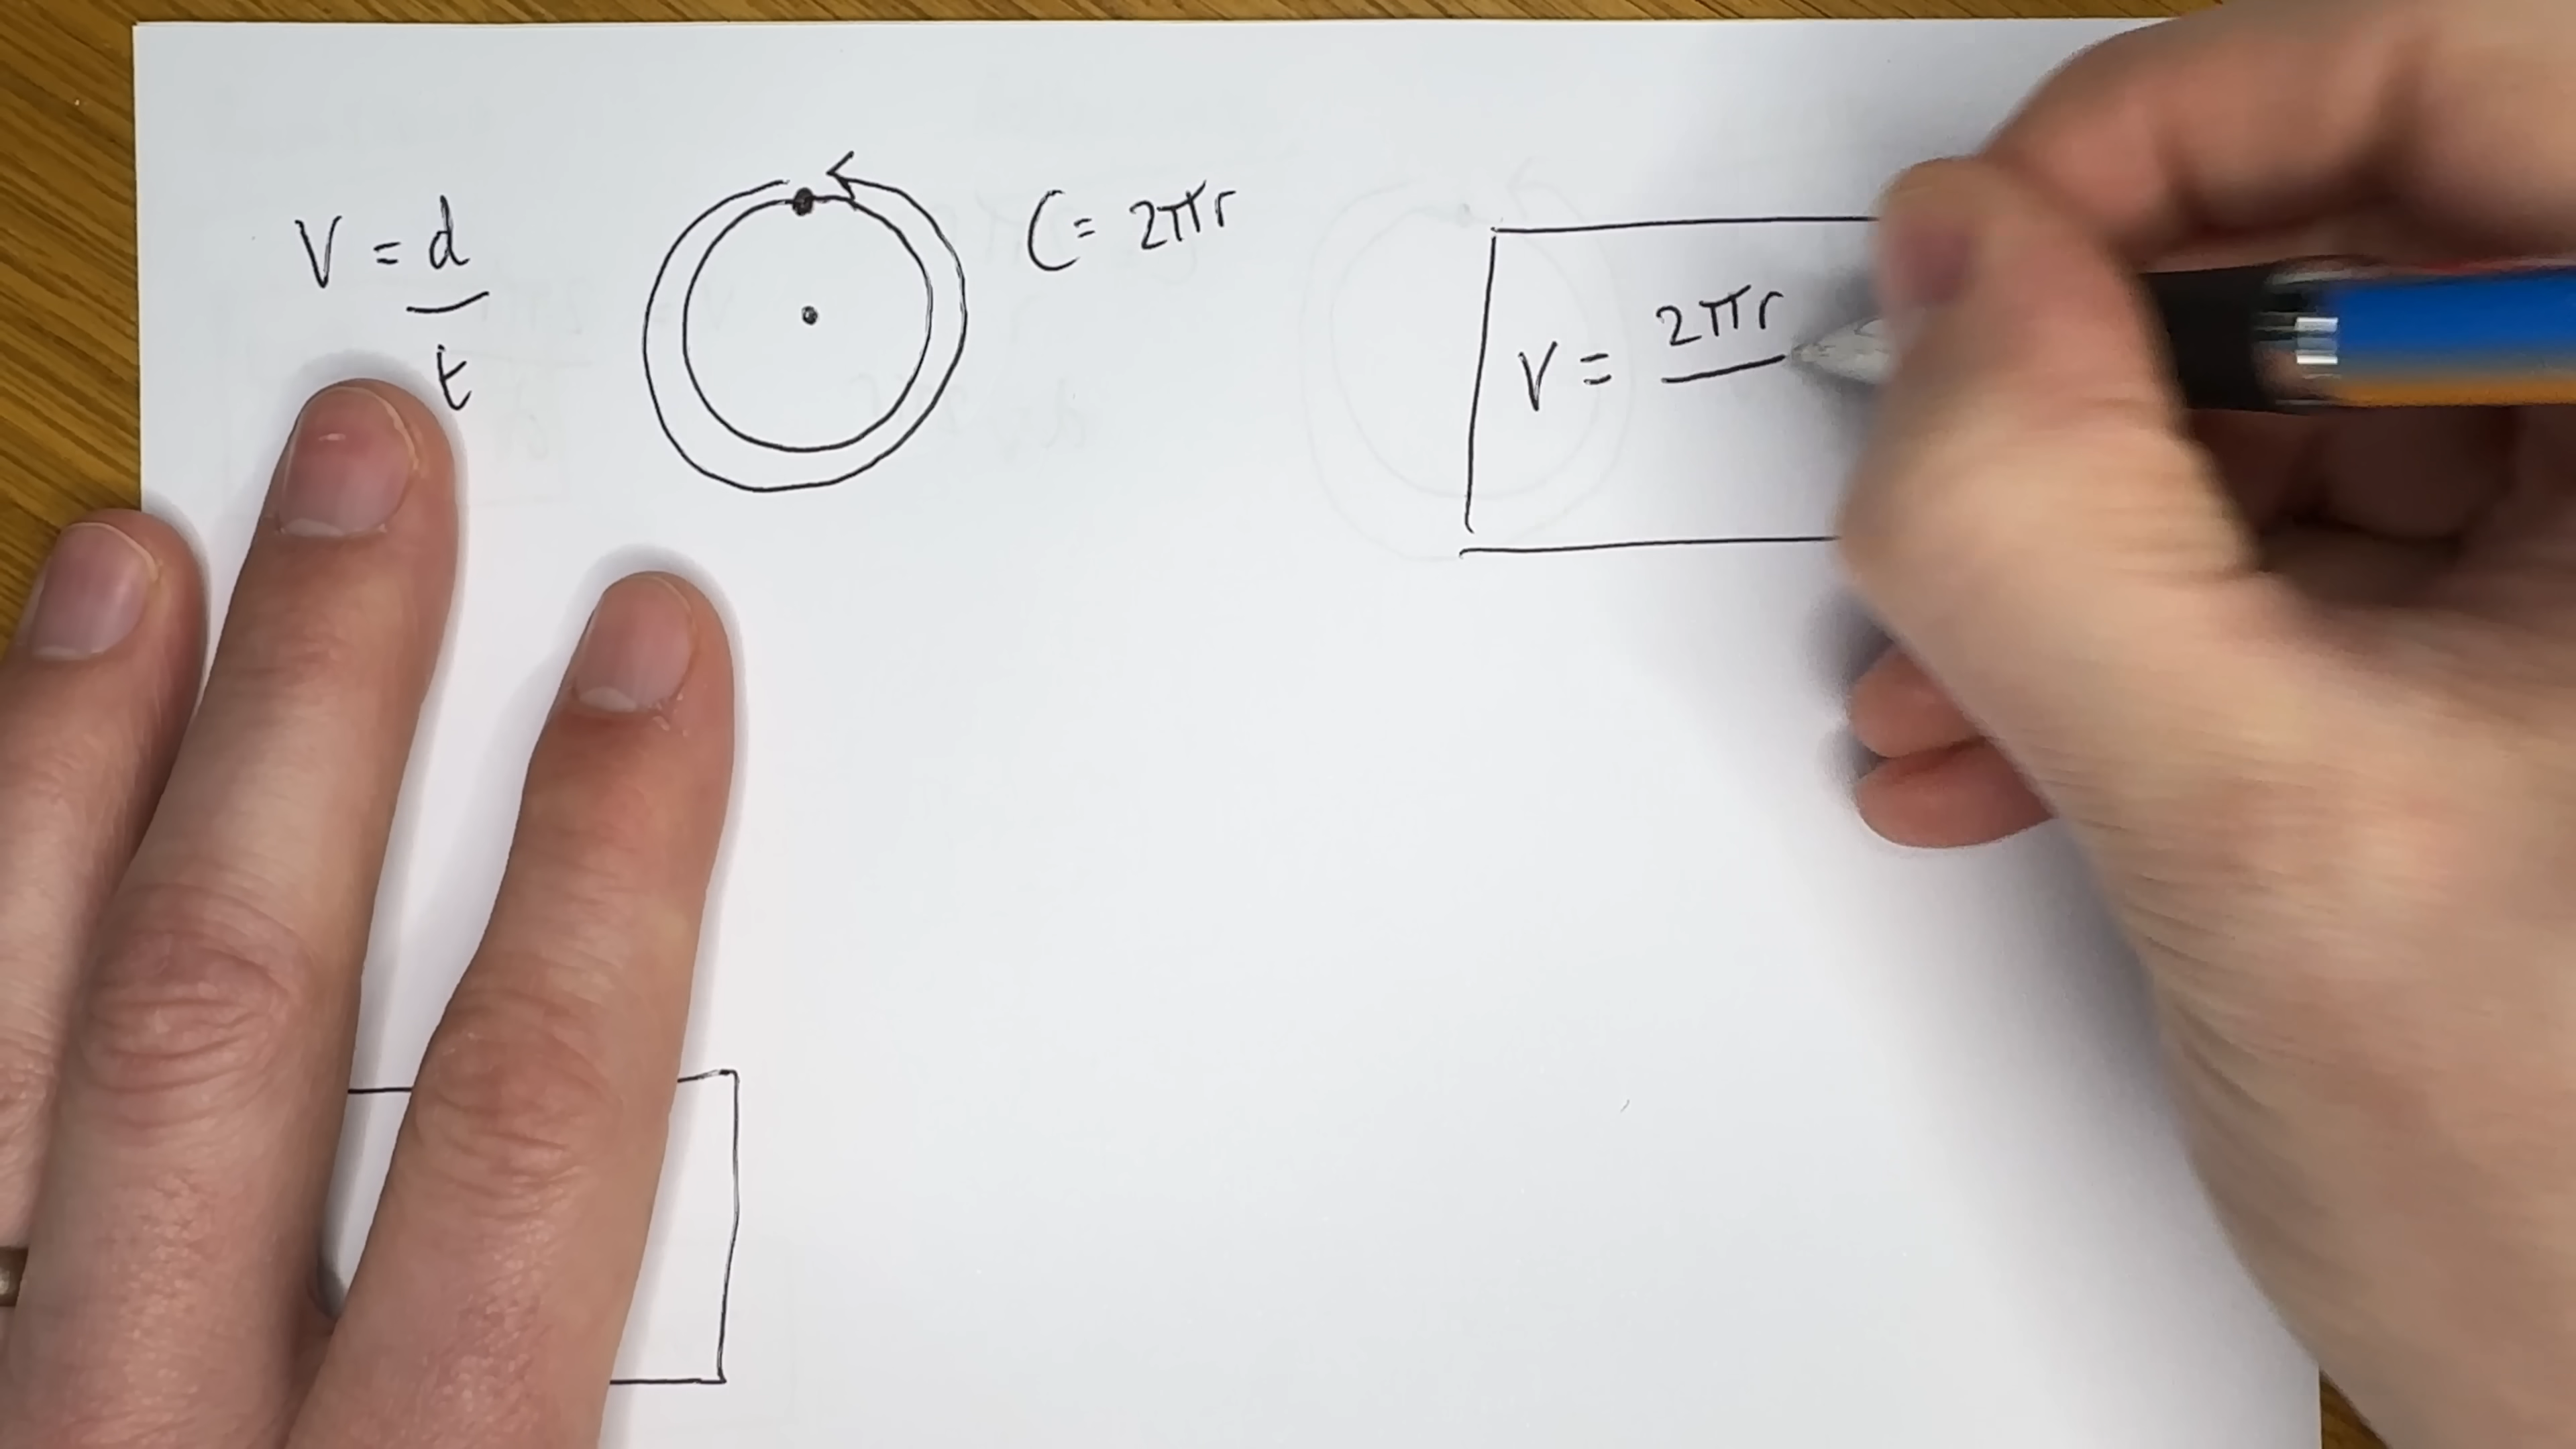 V = d
t
C = 2πr
V = 2πr